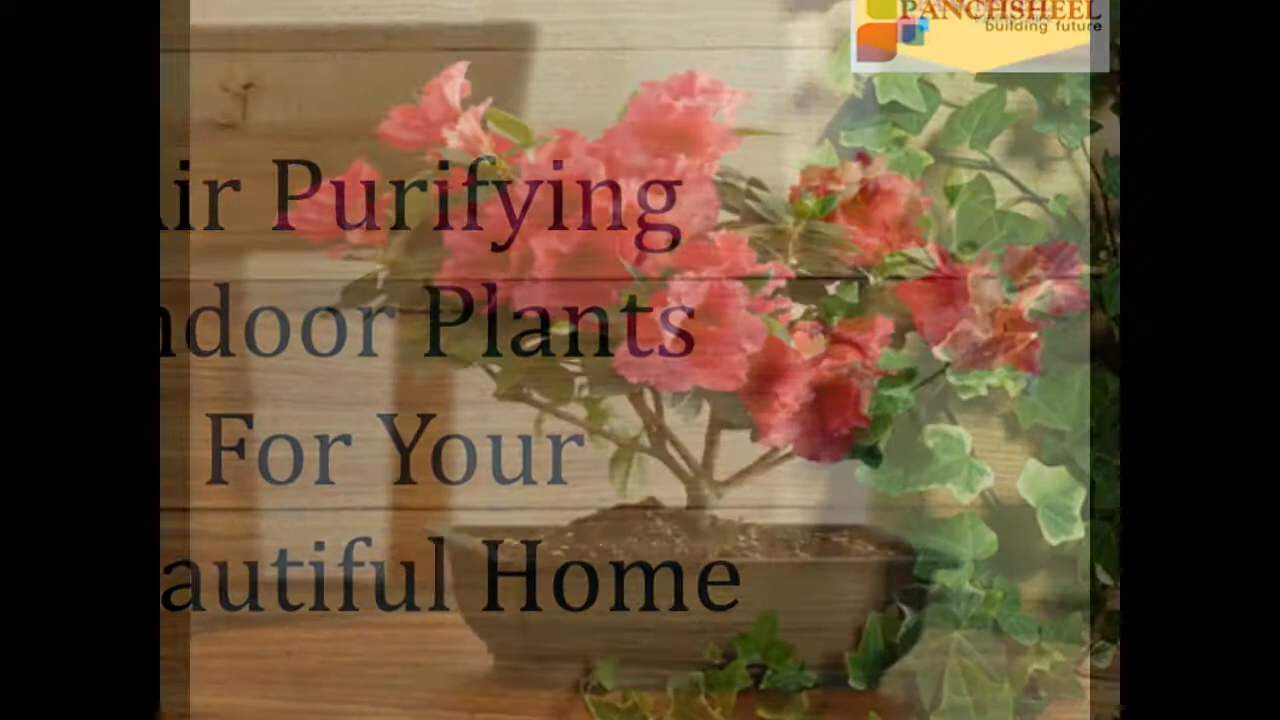 PANCHSHEEL
building future
ir Purifying
ndoor Plants
For Your
autiful Home